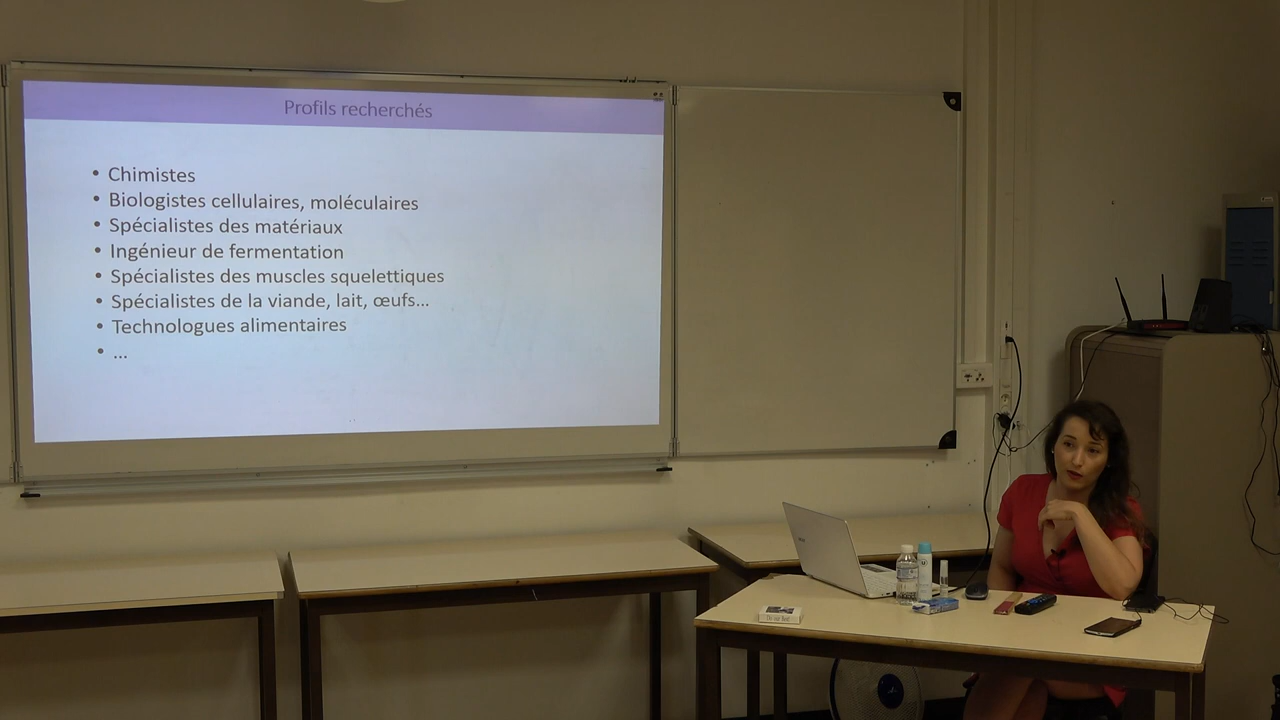 Profils recherchés
• Chimistes
• Biologistes cellulaires, moléculaires
• Spécialistes des matériaux
• Ingénieur de fermentation
• Spécialistes des muscles squelettiques
• Spécialistes de la viande, lait, œufs...
• Technologues alimentaires
• ...